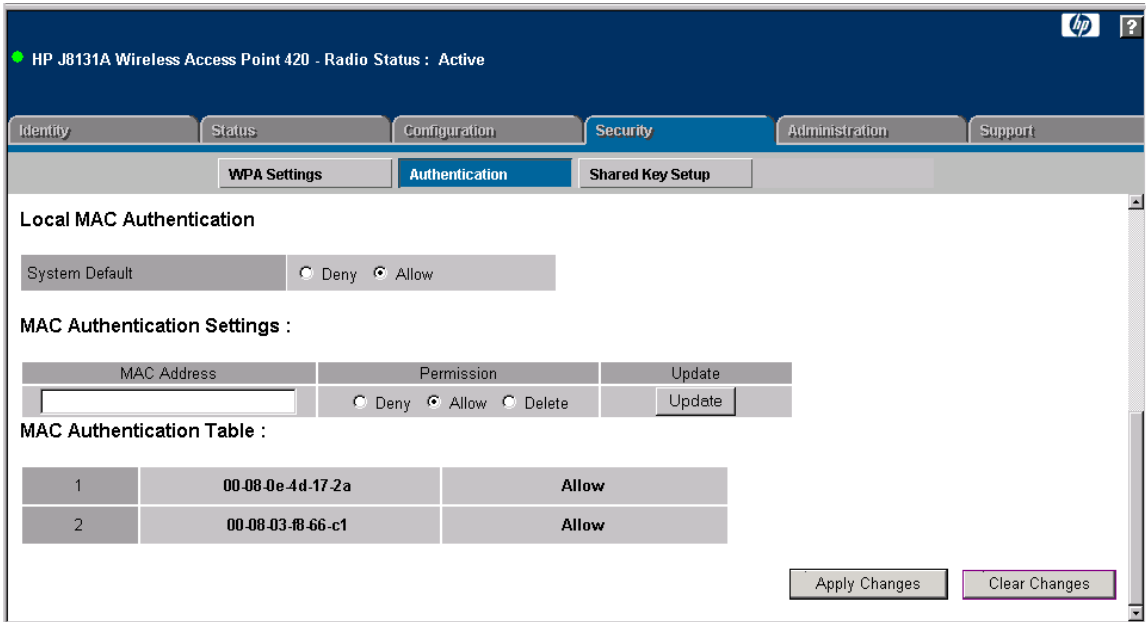 hp ?
HP J8131A Wireless Access Point 420 - Radio Status : Active
Identity Status Configuration Security Administration Support
WPA Settings Authentication Shared Key Setup
Local MAC Authentication
System Default Deny Allow
MAC Authentication Settings :
MAC Address Permission Update
Deny Allow Delete Update
MAC Authentication Table :
1 00-08-0e-4d-17-2a Allow
2 00-08-03-f8-66-c1 Allow
Apply Changes Clear Changes